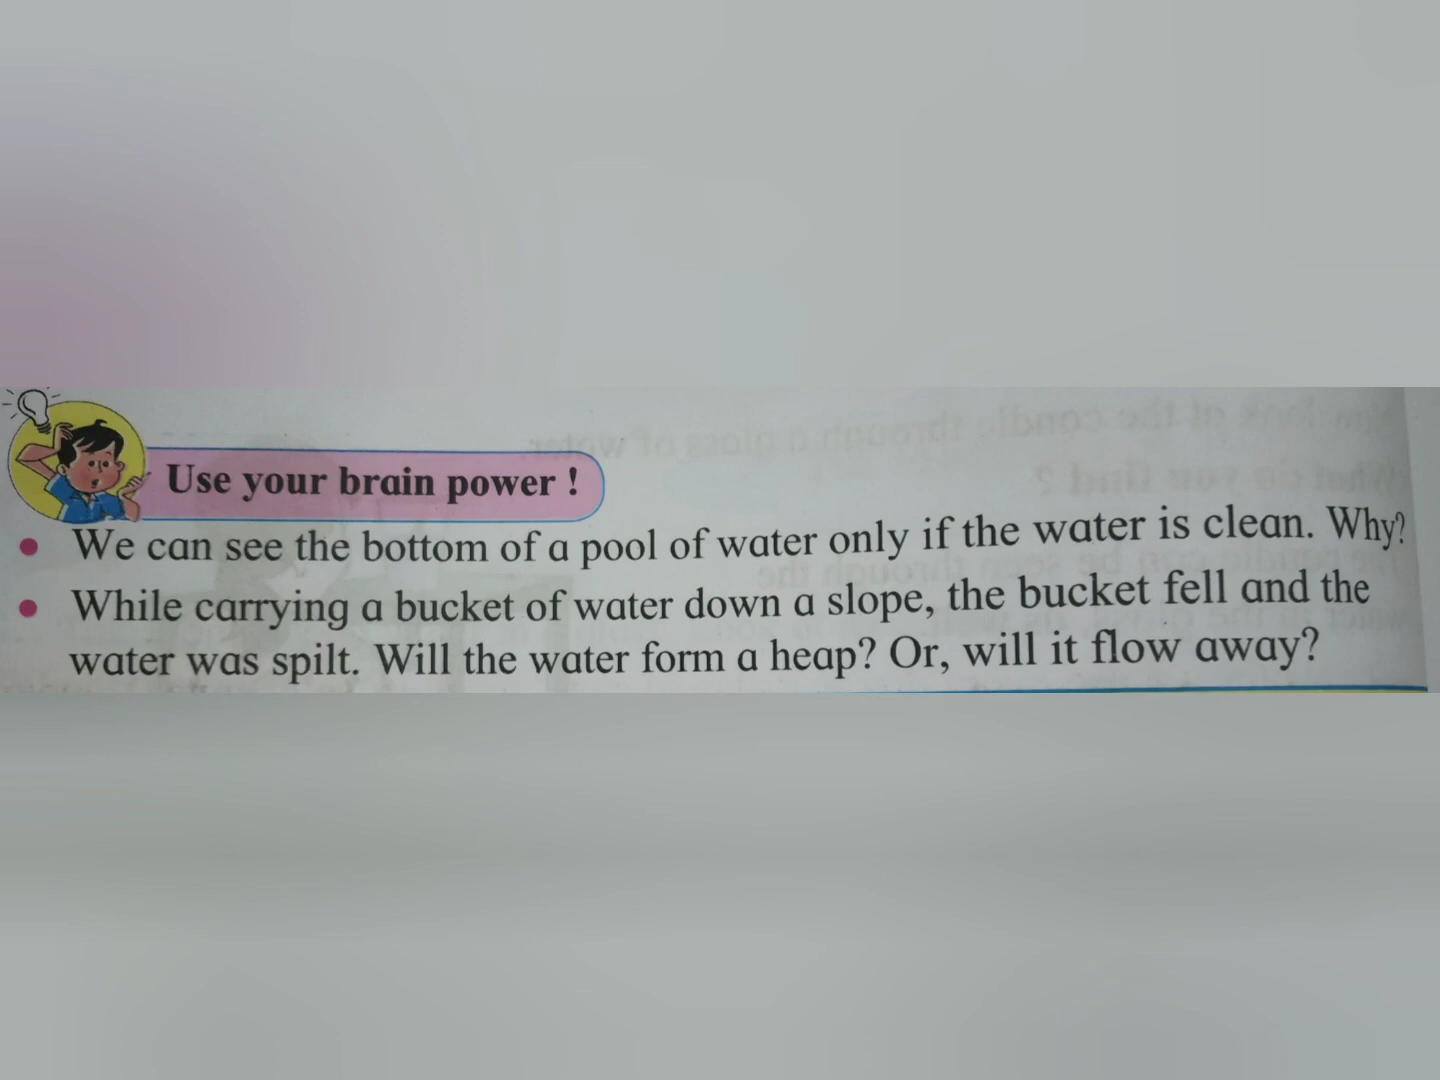 Use your brain power !
• We can see the bottom of a pool of water only if the water is clean. Why?
• While carrying a bucket of water down a slope, the bucket fell and the
water was spilt. Will the water form a heap? Or, will it flow away?